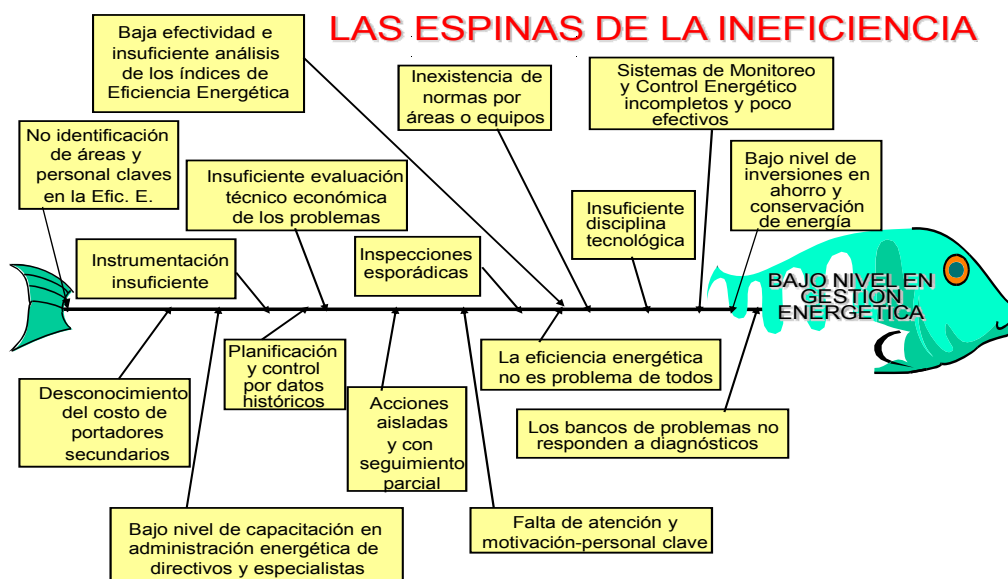 LAS ESPINAS DE LA INEFICIENCIA
Baja efectividad e
insuficiente análisis
de los índices de
Eficiencia Energética
Inexistencia de
normas por
áreas o equipos
Sistemas de Monitoreo
y Control Energético
incompletos y poco
efectivos
No identificación
de áreas y
personal claves
en la Efic. E.
Insuficiente evaluación
técnico económica
de los problemas
Insuficiente
disciplina
tecnológica
Bajo nivel de
inversiones en
ahorro y
conservación
de energía
Instrumentación
insuficiente
Inspecciones
esporádicas
BAJO NIVEL EN
GESTION
ENERGETICA
Desconocimiento
del costo de
portadores
secundarios
Planificación
y control
por datos
históricos
Acciones
aisladas
y con
seguimiento
parcial
La eficiencia energética
no es problema de todos
Los bancos de problemas no
responden a diagnósticos
Bajo nivel de capacitación en
administración energética de
directivos y especialistas
Falta de atención y
motivación-personal clave